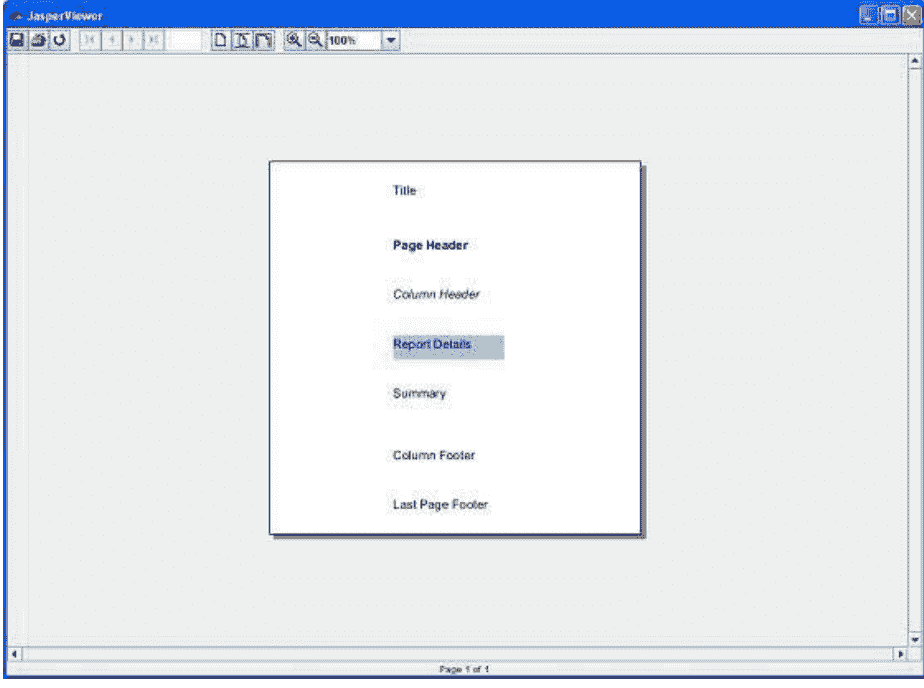 JasperViewer
100%
Title
Page Header
Column Header
Report Details
Summary
Column Footer
Last Page Footer
Page 1 of 1